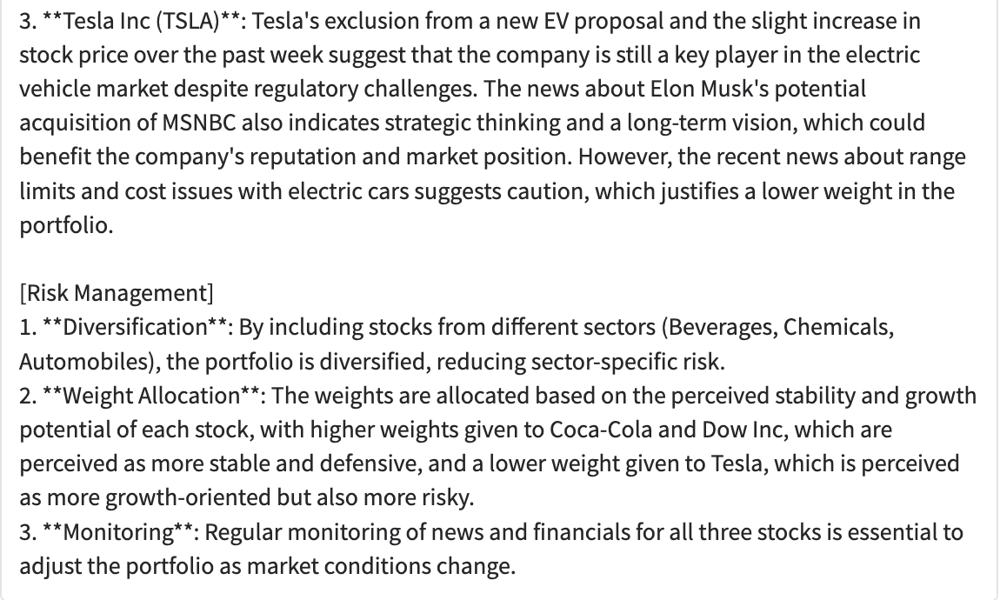 3. **Tesla Inc (TSLA)**: Tesla's exclusion from a new EV proposal and the slight increase in
stock price over the past week suggest that the company is still a key player in the electric
vehicle market despite regulatory challenges. The news about Elon Musk's potential
acquisition of MSNBC also indicates strategic thinking and a long-term vision, which could
benefit the company's reputation and market position. However, the recent news about range
limits and cost issues with electric cars suggests caution, which justifies a lower weight in the
portfolio.
[Risk Management]
1. **Diversification**: By including stocks from different sectors (Beverages, Chemicals,
Automobiles), the portfolio is diversified, reducing sector-specific risk.
2. **Weight Allocation**: The weights are allocated based on the perceived stability and growth
potential of each stock, with higher weights given to Coca-Cola and Dow Inc, which are
perceived as more stable and defensive, and a lower weight given to Tesla, which is perceived
as more growth-oriented but also more risky.
3. **Monitoring**: Regular monitoring of news and financials for all three stocks is essential to
adjust the portfolio as market conditions change.